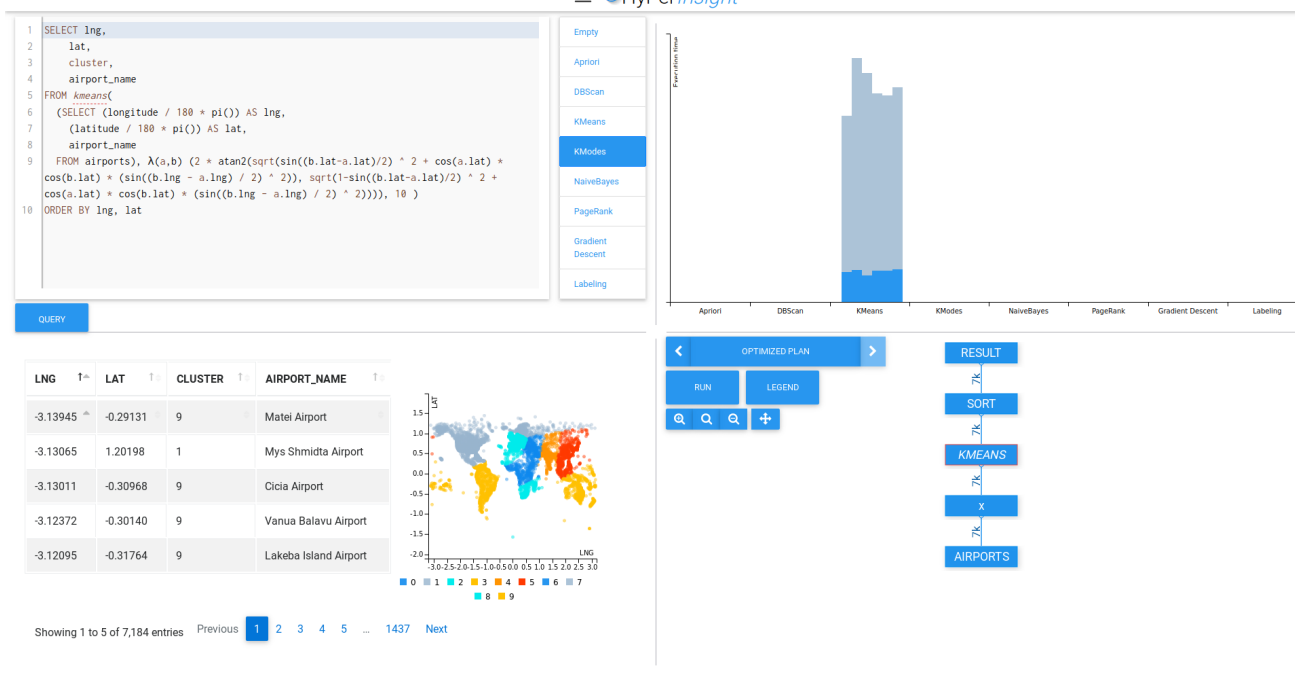 HyPerInsight
1 SELECT lng,
2 lat,
3 cluster,
4 airport_name
5 FROM kmeans(
6 (SELECT (longitude / 180 * pi()) AS lng,
7 (latitude / 180 * pi()) AS lat,
8 airport_name
9 FROM airports), λ(a,b) (2 * atan2(sqrt(sin((b.lat-a.lat)/2) ^ 2 + cos(a.lat) *
cos(b.lat) * (sin((b.lng - a.lng) / 2) ^ 2)), sqrt(1-sin((b.lat-a.lat)/2) ^ 2 +
cos(a.lat) * cos(b.lat) * (sin((b.lng - a.lng) / 2) ^ 2)))), 10 )
10 ORDER BY lng, lat
Empty
Apriori
DBScan
KMeans
KModes
NaiveBayes
PageRank
Gradient
Descent
Labeling
QUERY
Execution time
Apriori DBScan KMeans KModes NaiveBayes PageRank Gradient Descent Labeling
LNG LAT CLUSTER AIRPORT_NAME
-3.13945 -0.29131 9 Matei Airport
-3.13065 1.20198 1 Mys Shmidta Airport
-3.13011 -0.30968 9 Cicia Airport
-3.12372 -0.30140 9 Vanua Balavu Airport
-3.12095 -0.31764 9 Lakeba Island Airport
LAT
1.5
1.0
0.5
0.0
-0.5
-1.0
-1.5
-2.0
LNG
-3.0 -2.5 -2.0 -1.5 -1.0 -0.5 0.0 0.5 1.0 1.5 2.0 2.5 3.0
0 1 2 3 4 5 6 7
8 9
Showing 1 to 5 of 7,184 entries Previous 1 2 3 4 5 … 1437 Next
OPTIMIZED PLAN
RUN LEGEND
RESULT
7k
SORT
7k
KMEANS
7k
x
7k
AIRPORTS